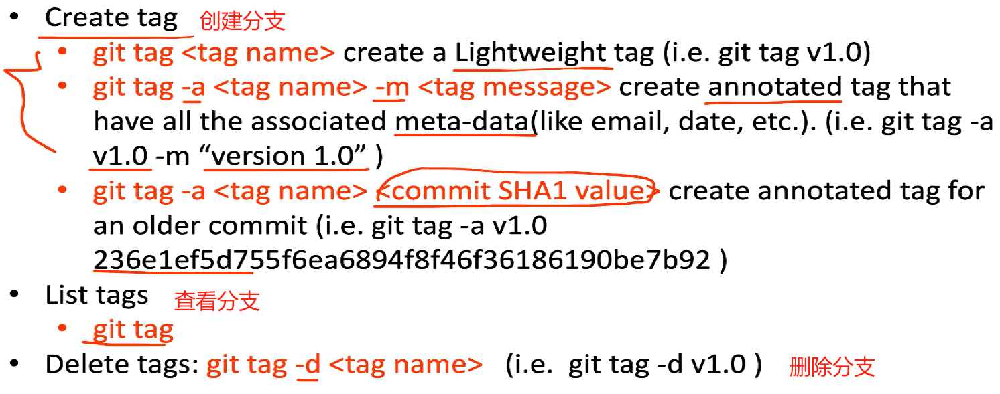 • Create tag 创建分支
• git tag <tag name> create a Lightweight tag (i.e. git tag v1.0)
• git tag -a <tag name> -m <tag message> create annotated tag that
have all the associated meta-data(like email, date, etc.). (i.e. git tag -a
v1.0 -m “version 1.0” )
• git tag -a <tag name> <commit SHA1 value> create annotated tag for
an older commit (i.e. git tag -a v1.0
236e1ef5d755f6ea6894f8f46f36186190be7b92 )
• List tags 查看分支
• git tag
• Delete tags: git tag -d <tag name> (i.e. git tag -d v1.0 ) 删除分支